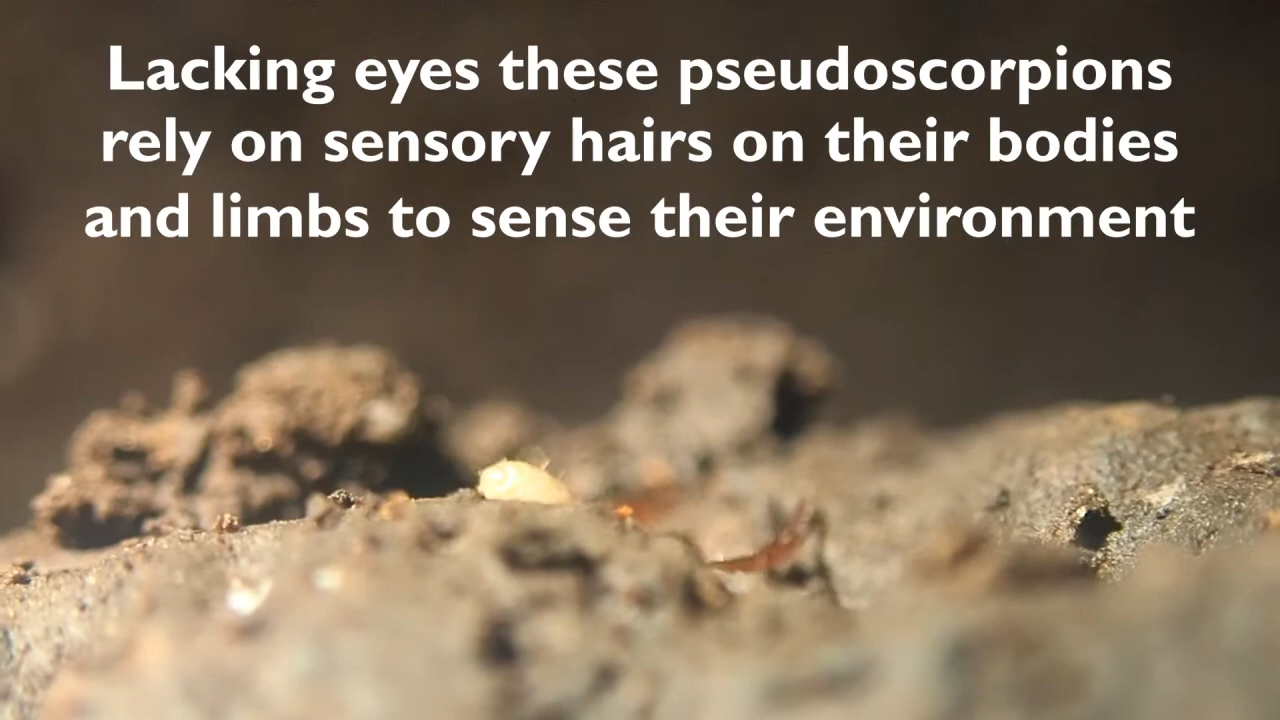 Lacking eyes these pseudoscorpions
rely on sensory hairs on their bodies
and limbs to sense their environment